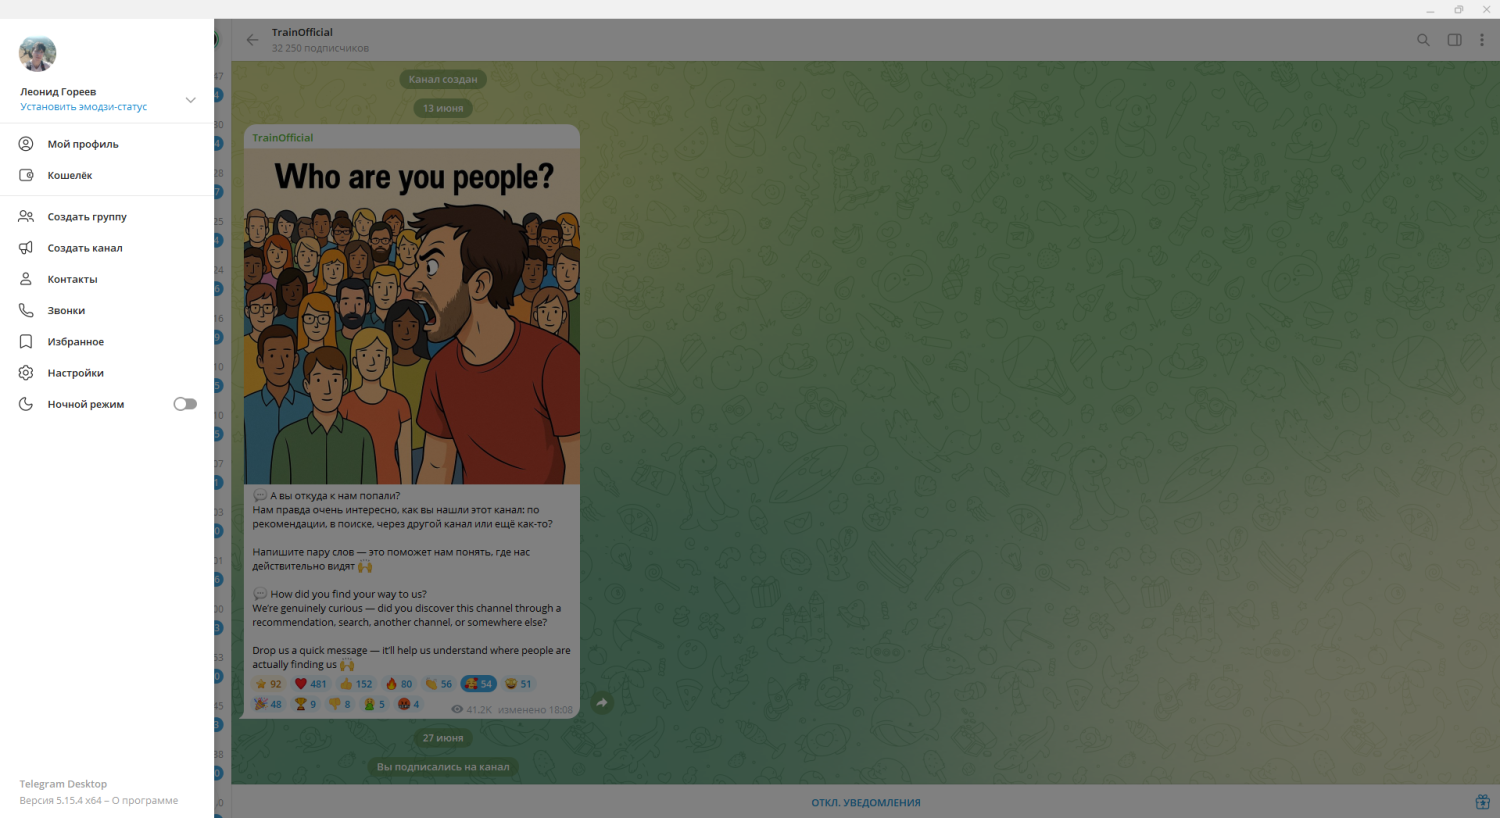 Леонид Гореев
Установить эмодзи-статус
Мой профиль
Кошелёк
Создать группу
Создать канал
Контакты
Звонки
Избранное
Настройки
Ночной режим
Telegram Desktop
Версия 5.15.4 x64 – О программе
TrainOfficial
32 250 подписчиков
Канал создан
13 июня
TrainOfficial
Who are you people?
А вы откуда к нам попали?
Нам правда очень интересно, как вы нашли этот канал: по
рекомендации, в поиске, через другой канал или ещё как-то?
Напишите пару слов — это поможет нам понять, где нас
действительно видят 🙌
How did you find your way to us?
We're genuinely curious — did you discover this channel through a
recommendation, search, another channel, or somewhere else?
Drop us a quick message — it'll help us understand where people are
actually finding us 🙌
92 481 152 80 56 54 51
48 9 8 5 4
41.2K изменено 18:08
27 июня
Вы подписались на канал
ОТКЛ. УВЕДОМЛЕНИЯ